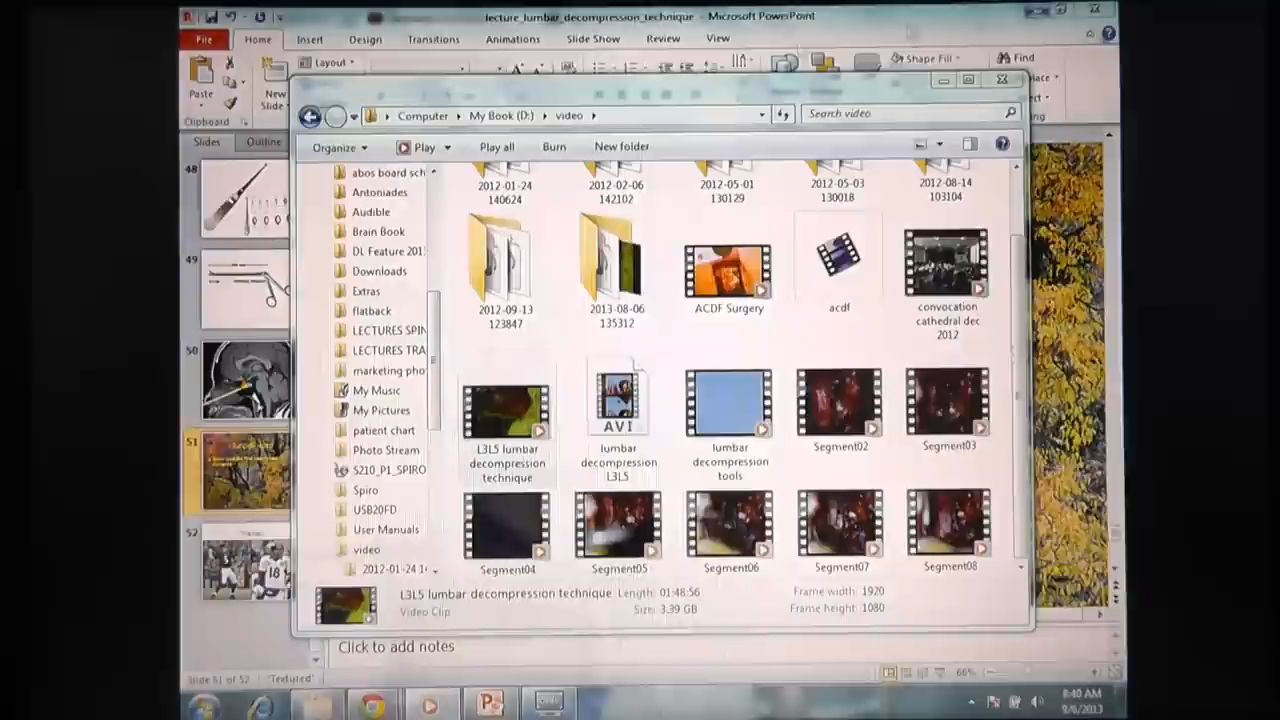 lecture_lumbar_decompression_technique - Microsoft PowerPoint
File Home Insert Design Transitions Animations Slide Show Review View
Layout
Shape Fill
Find
Paste
New
Slide
Clipboard
Computer My Book (D:) video
Search video
Slides Outline
Organize Play Play all Burn New folder
48
49
50
51
52
abos board sch
Antoniades
Audible
Brain Book
DL Feature 201
Downloads
Extras
flatback
LECTURES SPIN
LECTURES TRA
marketing pho
My Music
My Pictures
patient chart
Photo Stream
S210_P1_SPIRO
Spiro
USB20FD
User Manuals
video
2012-01-24 14
2012-01-24
140624
2012-02-06
142102
2012-05-01
130129
2012-05-03
130018
2012-08-14
103104
2012-09-13
123847
2013-08-06
135312
ACDF Surgery
acdf
convocation
cathedral dec
2012
L3L5 lumbar
decompression
technique
AVI
lumbar
decompression
L3L5
lumbar
decompression
tools
Segment02
Segment03
Segment04
Segment05
Segment06
Segment07
Segment08
L3L5 lumbar decompression technique Length: 01:48:56 Frame width: 1920
Video Clip Size: 3.39 GB Frame height: 1080
Click to add notes
Slide 51 of 52 "Textured"
66%
8:40 AM
9/6/2013